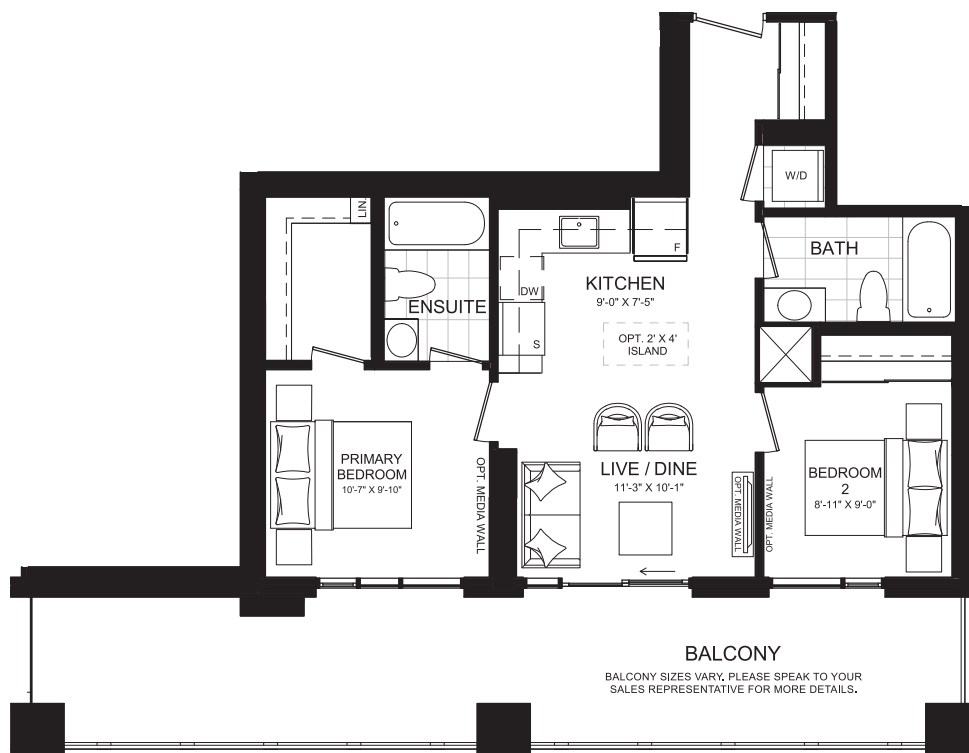 W/D
LIN.
F
BATH
KITCHEN
9'-0" X 7'-5"
DW
ENSUITE
S
OPT. 2' X 4'
ISLAND
PRIMARY
BEDROOM
10'-7" X 9'-10"
OPT. MEDIA WALL
LIVE / DINE
11'-3" X 10'-1"
OPT. MEDIA WALL
OPT. MEDIA WALL
BEDROOM
2
8'-11" X 9'-0"
BALCONY
BALCONY SIZES VARY. PLEASE SPEAK TO YOUR
SALES REPRESENTATIVE FOR MORE DETAILS.